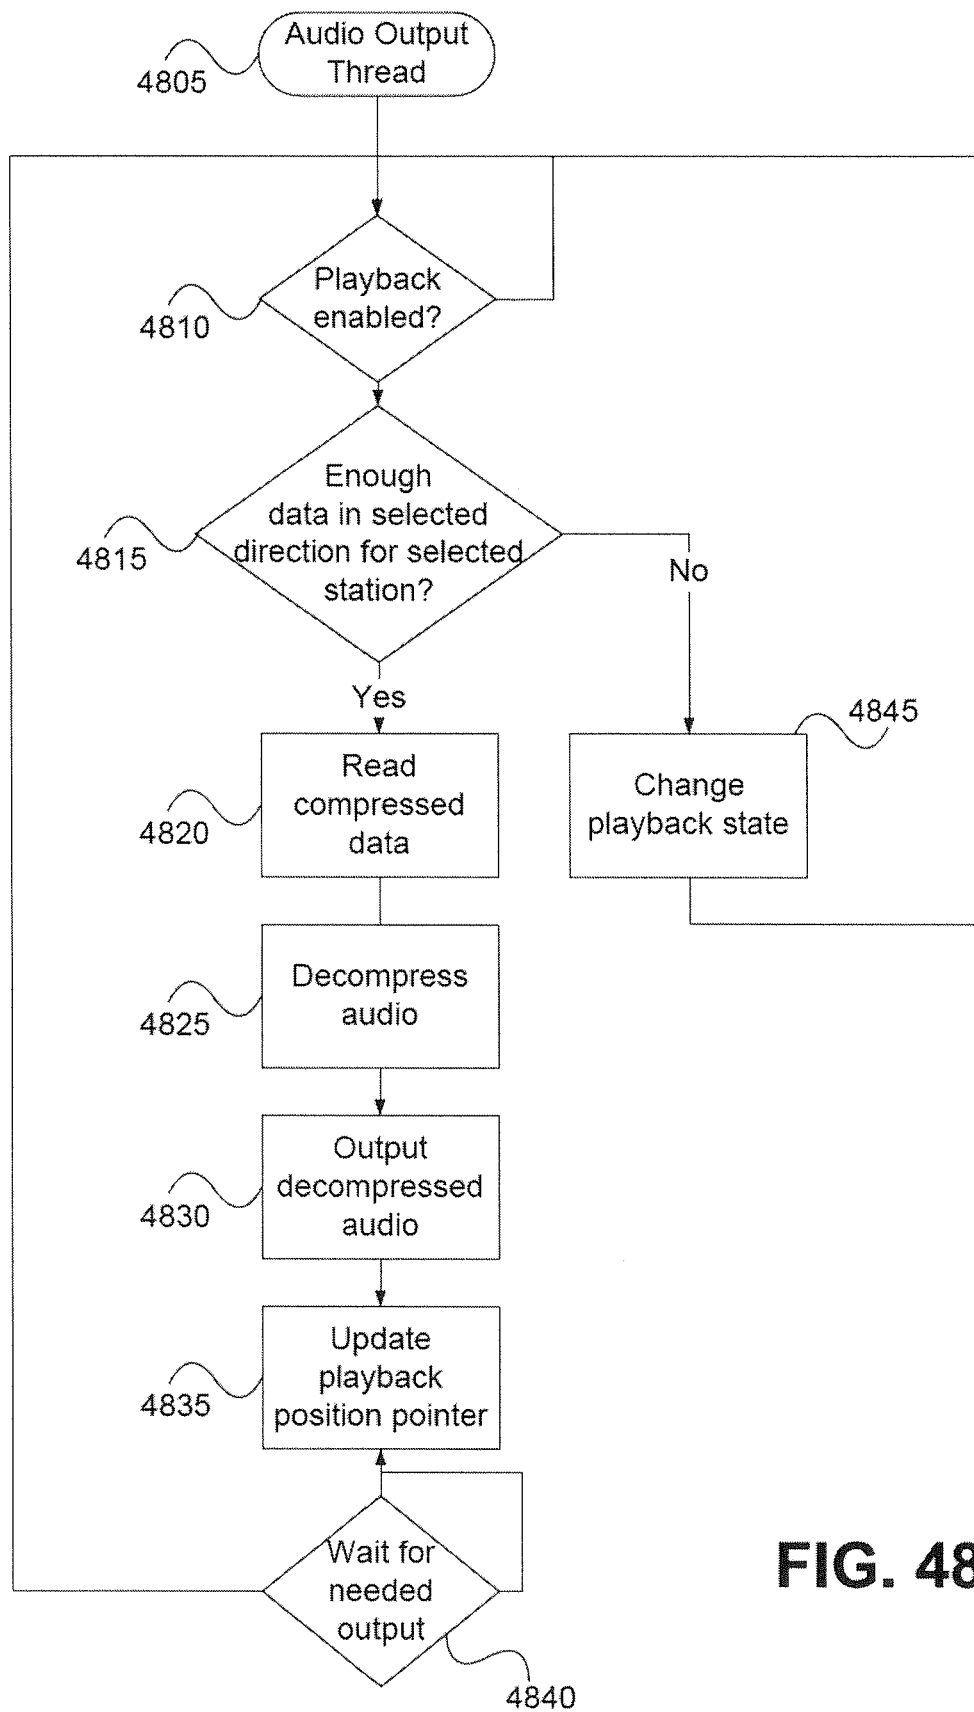 Audio Output
Thread
4805
Playback
enabled?
4810
Enough
data in selected
direction for selected
station?
4815
No
Yes
4845
Read
compressed
data
4820
Change
playback state
Decompress
audio
4825
Output
decompressed
audio
4830
Update
playback
position pointer
4835
Wait for
needed
output
FIG. 48
4840